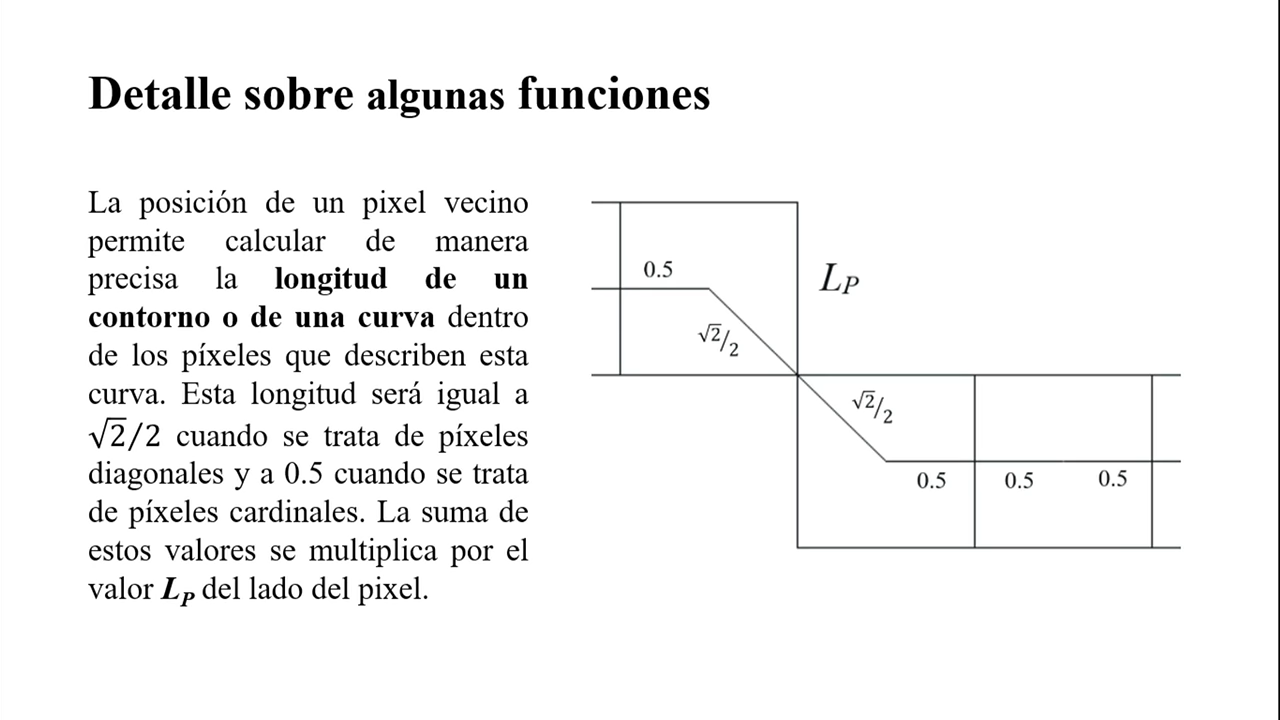 Detalle sobre algunas funciones
La posición de un pixel vecino
permite calcular de manera
precisa la longitud de un
contorno o de una curva dentro
de los píxeles que describen esta
curva. Esta longitud será igual a
√2/2 cuando se trata de píxeles
diagonales y a 0.5 cuando se trata
de píxeles cardinales. La suma de
estos valores se multiplica por el
valor L_P del lado del pixel.
0.5
L_P
√2/2
√2/2
0.5
0.5
0.5